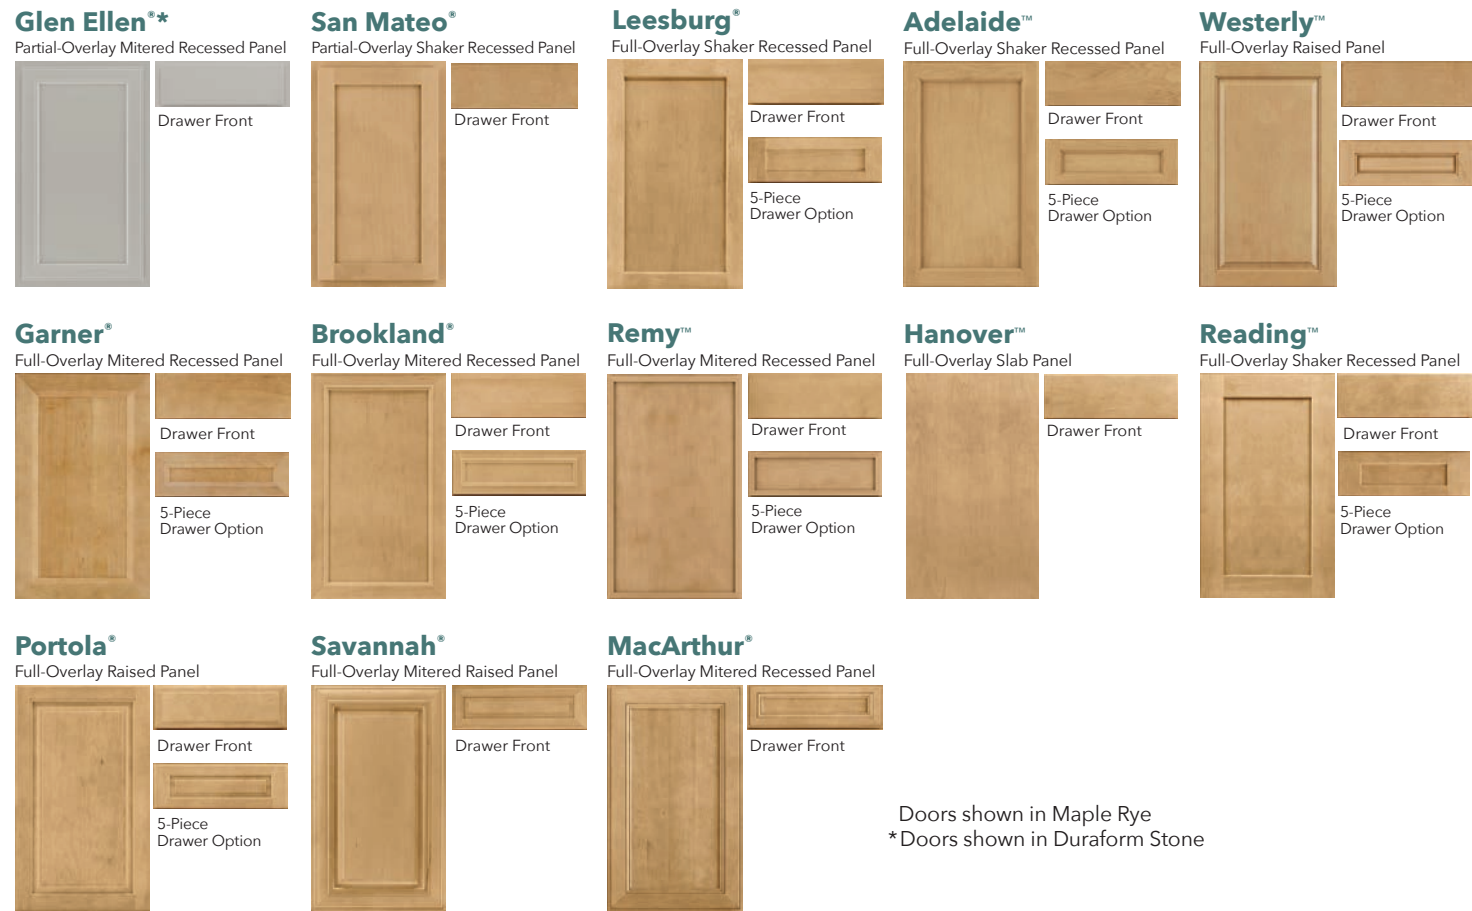 Glen Ellen®*
Partial-Overlay Mitered Recessed Panel
Drawer Front
San Mateo®
Partial-Overlay Shaker Recessed Panel
Drawer Front
Leesburg®
Full-Overlay Shaker Recessed Panel
Drawer Front
5-Piece
Drawer Option
Adelaide™
Full-Overlay Shaker Recessed Panel
Drawer Front
5-Piece
Drawer Option
Westerly™
Full-Overlay Raised Panel
Drawer Front
5-Piece
Drawer Option
Garner®
Full-Overlay Mitered Recessed Panel
Drawer Front
5-Piece
Drawer Option
Brookland®
Full-Overlay Mitered Recessed Panel
Drawer Front
5-Piece
Drawer Option
Remy™
Full-Overlay Mitered Recessed Panel
Drawer Front
5-Piece
Drawer Option
Hanover™
Full-Overlay Slab Panel
Drawer Front
Reading™
Full-Overlay Shaker Recessed Panel
Drawer Front
5-Piece
Drawer Option
Portola®
Full-Overlay Raised Panel
Drawer Front
5-Piece
Drawer Option
Savannah®
Full-Overlay Mitered Raised Panel
Drawer Front
MacArthur®
Full-Overlay Mitered Recessed Panel
Drawer Front
Doors shown in Maple Rye
*Doors shown in Duraform Stone